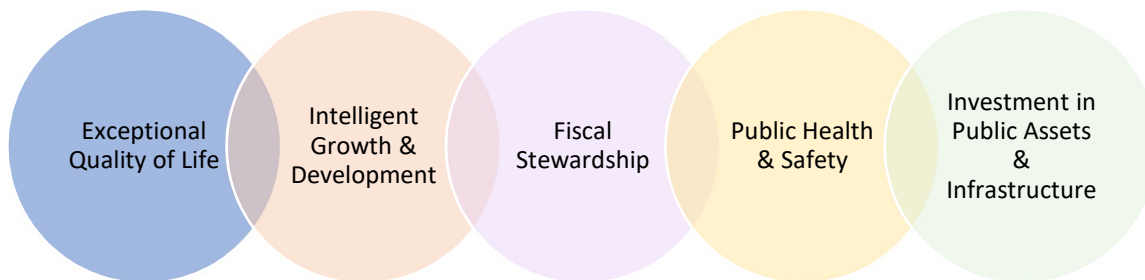 Exceptional
Quality of Life
Intelligent
Growth &
Development
Fiscal
Stewardship
Public Health
& Safety
Investment in
Public Assets
&
Infrastructure